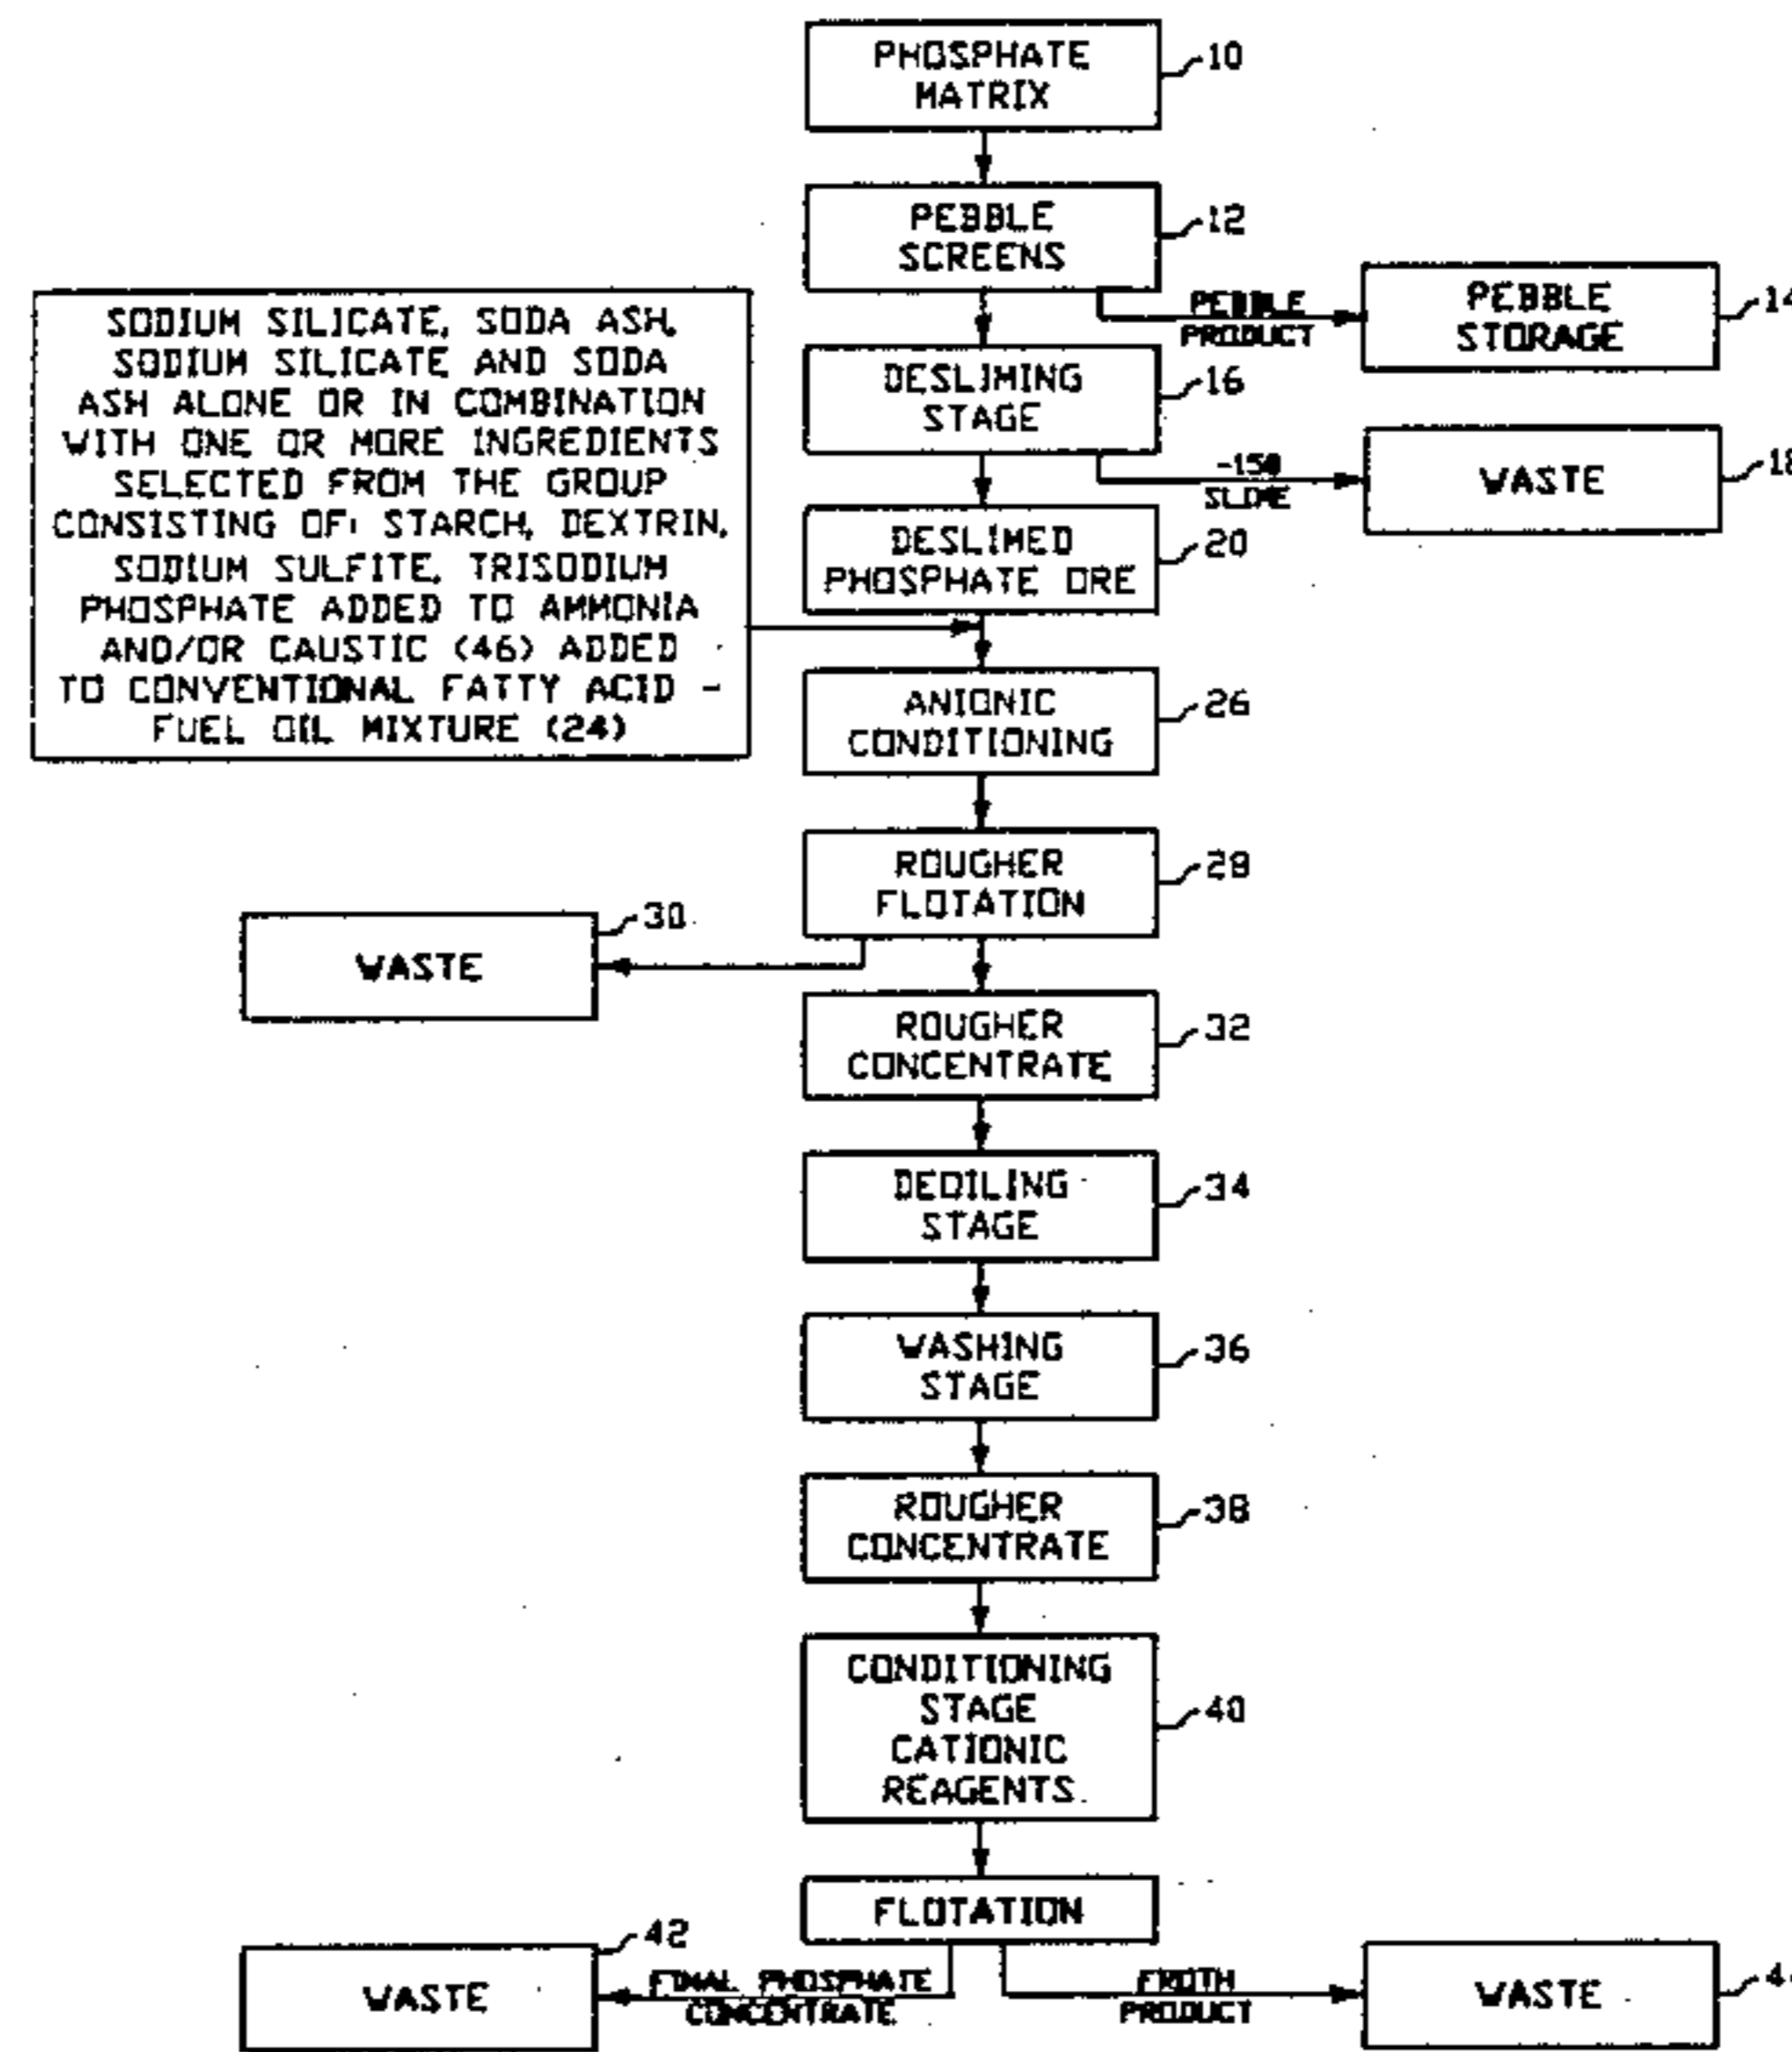 PHOSPHATE
MATRIX
10
PEBBLE
SCREENS
12
PEBBLE
PRODUCT
PEBBLE
STORAGE
14
SODIUM SILICATE, SODA ASH,
SODIUM SILICATE AND SODA
ASH ALONE OR IN COMBINATION
WITH ONE OR MORE INGREDIENTS
SELECTED FROM THE GROUP
CONSISTING OF: STARCH, DEXTRIN,
SODIUM SULFITE, TRISODIUM
PHOSPHATE ADDED TO AMMONIA
AND/OR CAUSTIC (46) ADDED
TO CONVENTIONAL FATTY ACID -
FUEL OIL MIXTURE (24)
DESLIMING
STAGE
16
-150
SLIME
WASTE
18
DESLIMED
PHOSPHATE ORE
20
ANIONIC
CONDITIONING
26
ROUGHER
FLOTATION
28
WASTE
30
ROUGHER
CONCENTRATE
32
DEOILING
STAGE
34
WASHING
STAGE
36
ROUGHER
CONCENTRATE
38
CONDITIONING
STAGE
CATIONIC
REAGENTS
40
FLOTATION
FINAL PHOSPHATE
CONCENTRATE
WASTE
42
FROTH
PRODUCT
WASTE